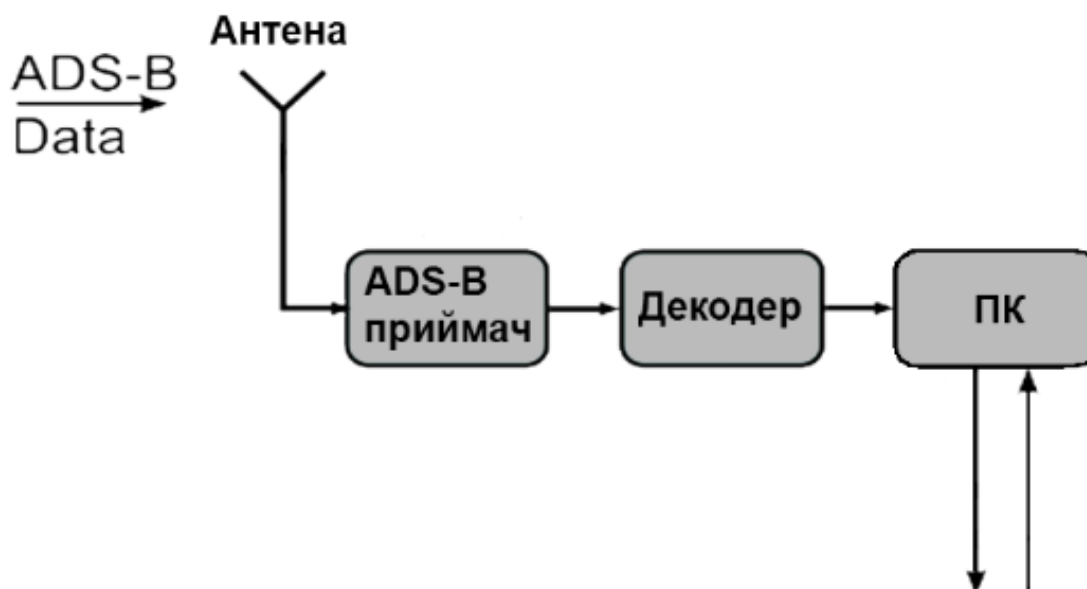 Антена
ADS-B
Data
ADS-B
приймач
Декодер
ПК